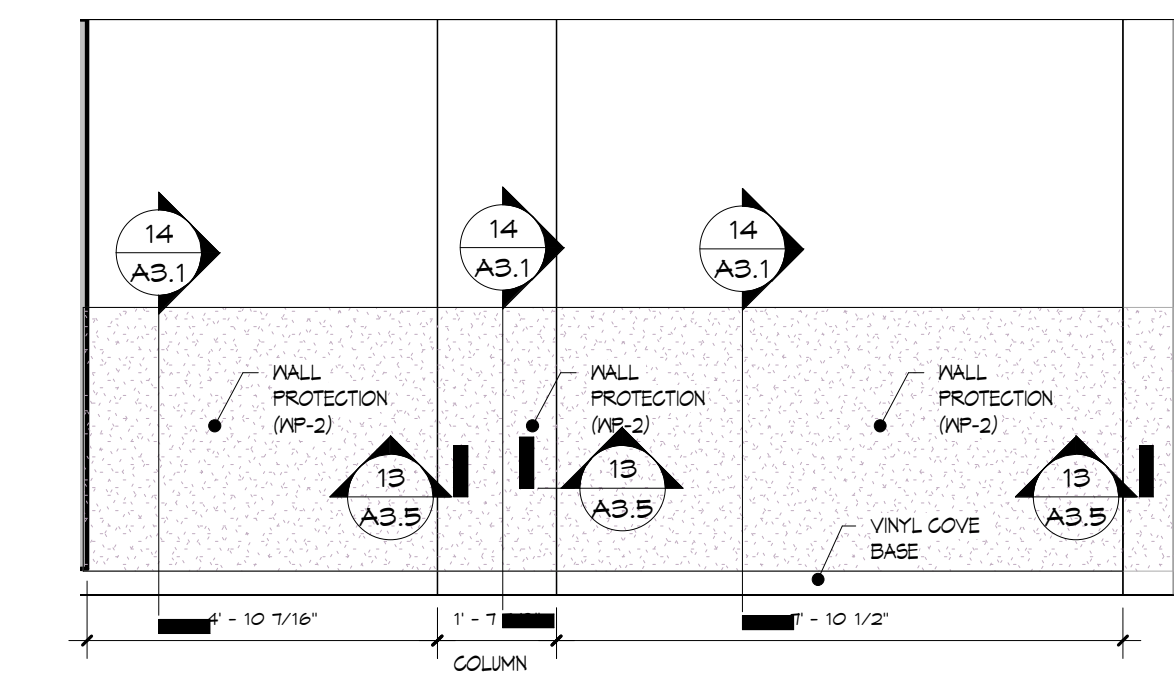 14
A3.1
14
A3.1
14
A3.1
WALL
PROTECTION
(WP-2)
WALL
PROTECTION
(WP-2)
WALL
PROTECTION
(WP-2)
13
A3.5
13
A3.5
13
A3.5
VINYL COVE
BASE
4' - 10 7/16"
1' - 7
7' - 10 1/2"
COLUMN